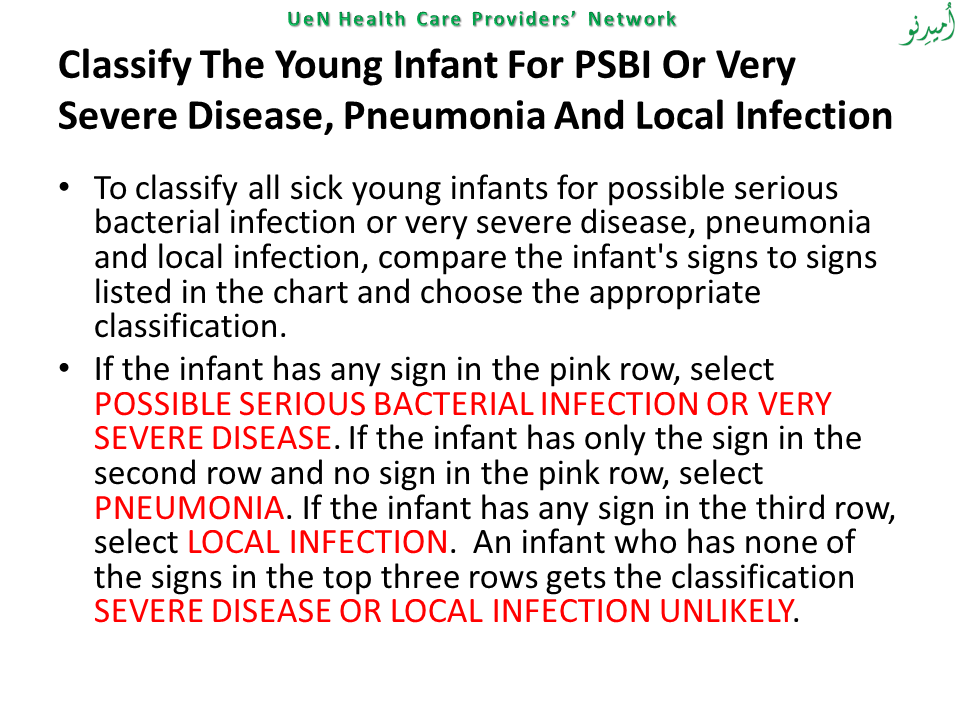 UeN Health Care Providers' Network
اُميدِنو
Classify The Young Infant For PSBI Or Very
Severe Disease, Pneumonia And Local Infection
• To classify all sick young infants for possible serious
bacterial infection or very severe disease, pneumonia
and local infection, compare the infant's signs to signs
listed in the chart and choose the appropriate
classification.
• If the infant has any sign in the pink row, select
POSSIBLE SERIOUS BACTERIAL INFECTION OR VERY
SEVERE DISEASE. If the infant has only the sign in the
second row and no sign in the pink row, select
PNEUMONIA. If the infant has any sign in the third row,
select LOCAL INFECTION.  An infant who has none of
the signs in the top three rows gets the classification
SEVERE DISEASE OR LOCAL INFECTION UNLIKELY.